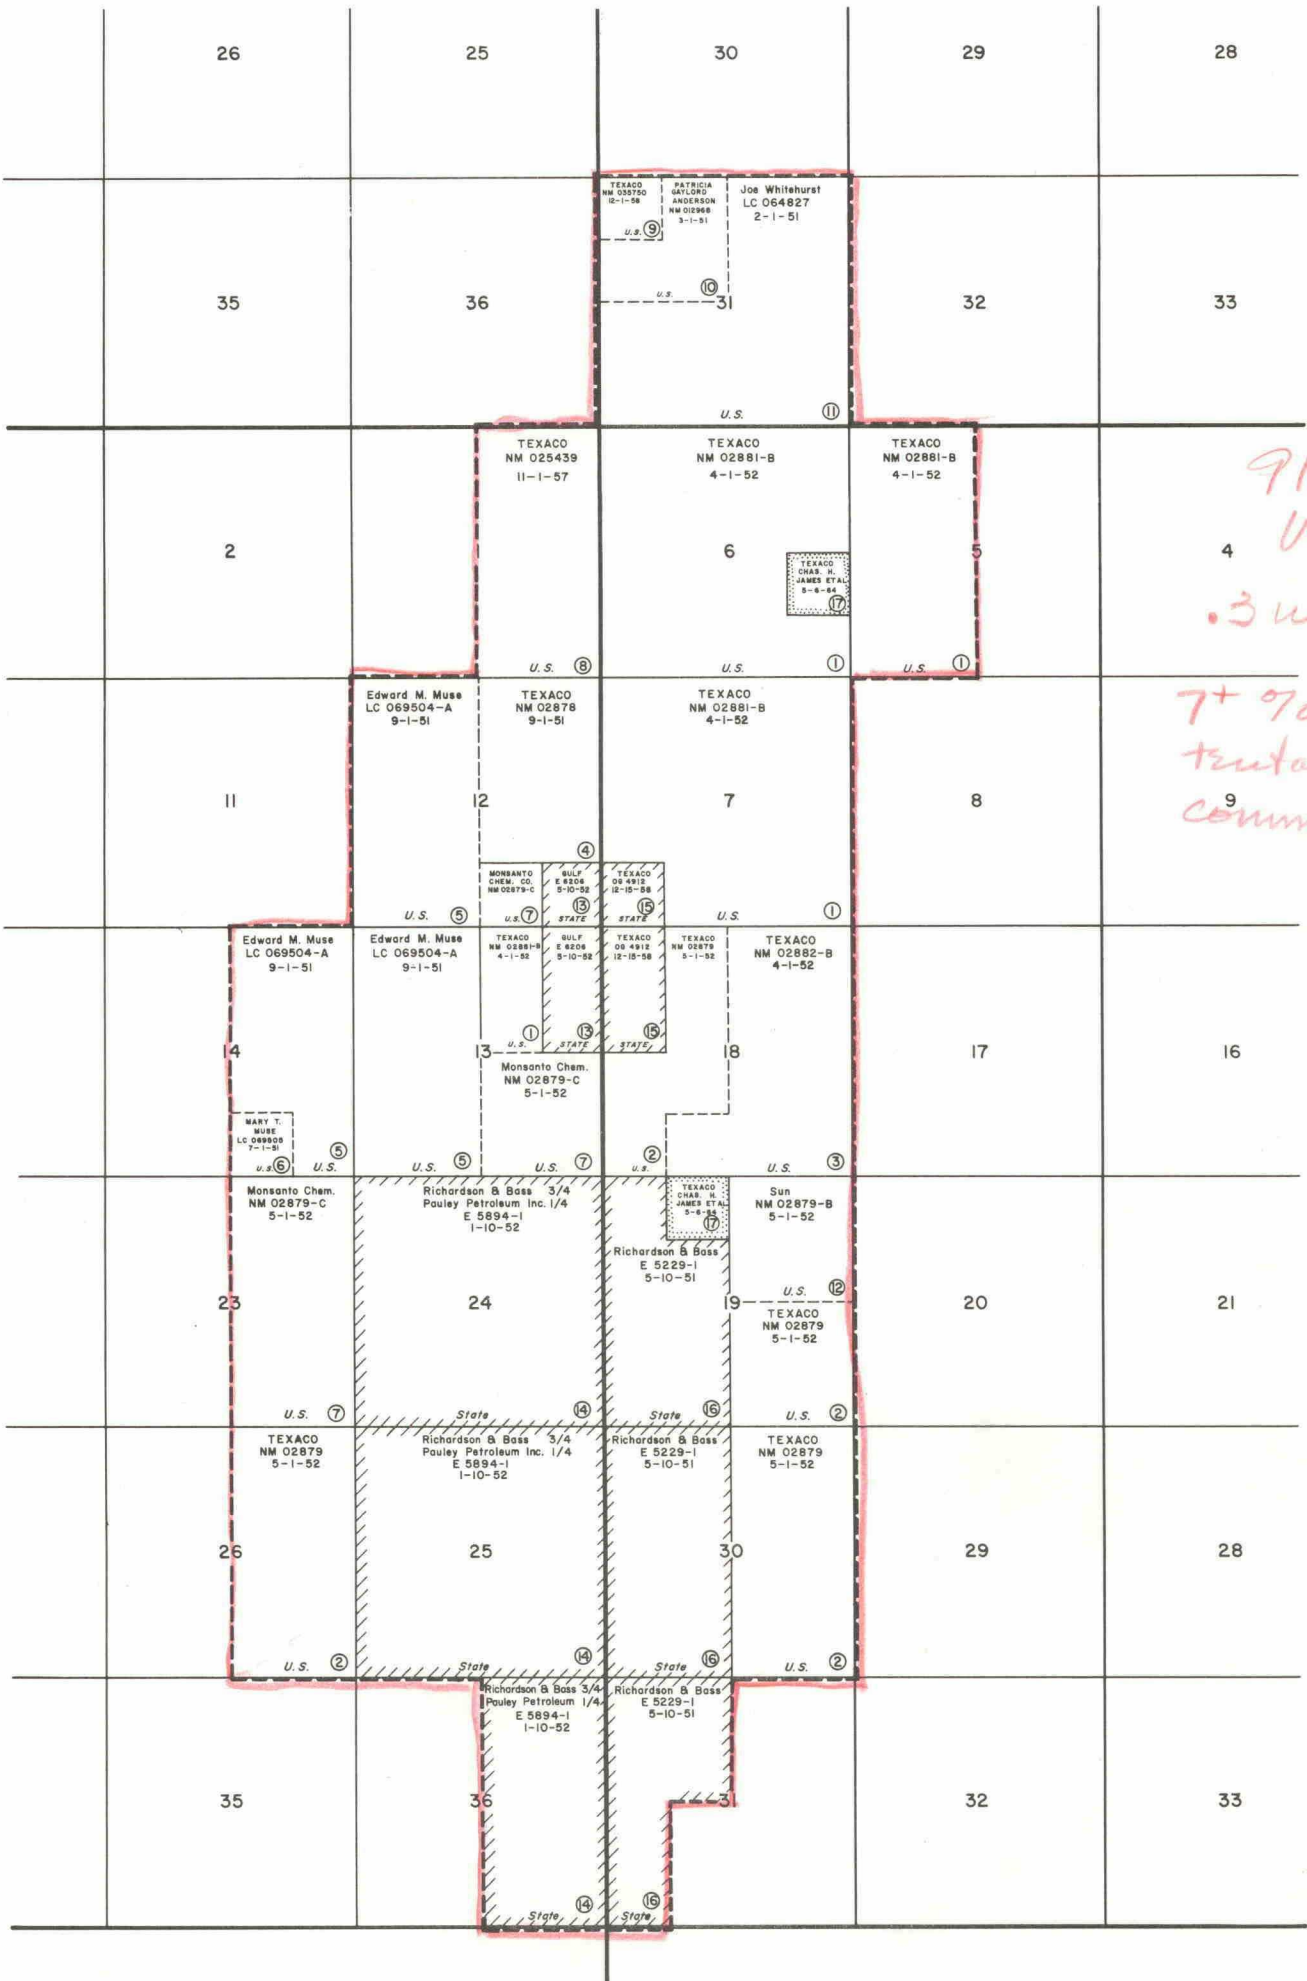 26
25
30
29
28
TEXACO
NM 035750
12-1-58
U.S. ⑨
PATRICIA
GAYLORD
ANDERSON
NM 012968
3-1-51
U.S. ⑩
Joe Whitehurst
LC 064827
2-1-51
35
36
31
32
33
U.S. ⑪
TEXACO
NM 025439
11-1-57
TEXACO
NM 02881-B
4-1-52
TEXACO
NM 02881-B
4-1-52
2
6
5
4
TEXACO
CHAS. H.
JAMES ET AL
5-6-64
⑰
.3
U.S. ⑧
U.S. ①
U.S. ①
Edward M. Muse
LC 069504-A
9-1-51
TEXACO
NM 02878
9-1-51
TEXACO
NM 02881-B
4-1-52
7+ %
11
12
7
8
9
④
MONSANTO
CHEM. CO.
NM 02879-C
U.S. ⑦
GULF
E 6206
5-10-52
⑬
STATE
TEXACO
OG 4912
12-15-58
⑮
STATE
U.S. ⑤
U.S. ①
Edward M. Muse
LC 069504-A
9-1-51
Edward M. Muse
LC 069504-A
9-1-51
TEXACO
NM 02881-B
4-1-52
GULF
E 6206
5-10-52
TEXACO
OG 4912
12-15-58
TEXACO
NM 02879
5-1-52
TEXACO
NM 02882-B
4-1-52
①
U.S.
⑬
STATE
⑮
STATE
14
13
18
17
16
Monsanto Chem.
NM 02879-C
5-1-52
MARY T.
MUSE
LC 069505
7-1-51
U.S. ⑥
U.S. ⑤
U.S. ⑤
U.S. ⑦
U.S. ②
U.S. ③
Monsanto Chem.
NM 02879-C
5-1-52
Richardson & Bass 3/4
Pauley Petroleum Inc. 1/4
E 5894-1
1-10-52
TEXACO
CHAS. H.
JAMES ET AL
5-6-64
⑰
Sun
NM 02879-B
5-1-52
Richardson & Bass
E 5229-1
5-10-51
U.S. ⑫
23
24
19
20
21
TEXACO
NM 02879
5-1-52
U.S. ⑦
State ⑭
State ⑯
U.S. ②
TEXACO
NM 02879
5-1-52
Richardson & Bass 3/4
Pauley Petroleum Inc. 1/4
E 5894-1
1-10-52
Richardson & Bass
E 5229-1
5-10-51
TEXACO
NM 02879
5-1-52
26
25
30
29
28
U.S. ②
State ⑭
State ⑯
U.S. ②
Richardson & Bass 3/4
Pauley Petroleum 1/4
E 5894-1
1-10-52
Richardson & Bass
E 5229-1
5-10-51
35
36
31
32
33
State ⑭
State ⑯